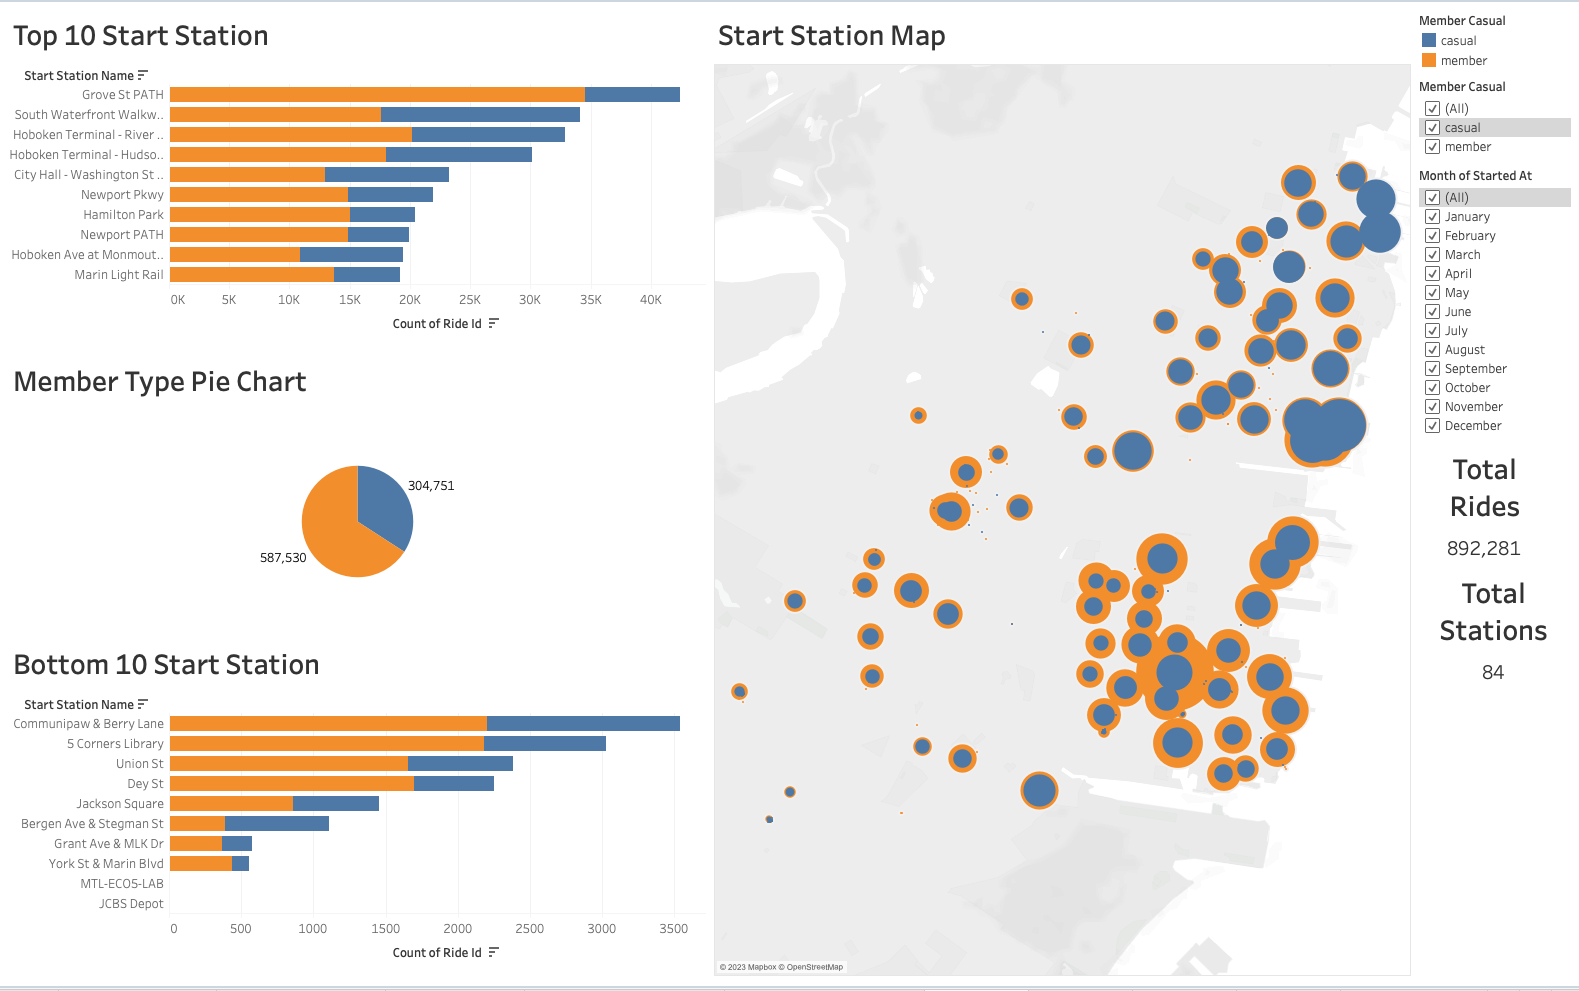 Top 10 Start Station
Start Station Name
Grove St PATH
South Waterfront Walkw..
Hoboken Terminal - River ..
Hoboken Terminal - Hudso..
City Hall - Washington St ..
Newport Pkwy
Hamilton Park
Newport PATH
Hoboken Ave at Monmout..
Marin Light Rail
0K 5K 10K 15K 20K 25K 30K 35K 40K
Count of Ride Id
Member Type Pie Chart
304,751
587,530
Bottom 10 Start Station
Start Station Name
Communipaw & Berry Lane
5 Corners Library
Union St
Dey St
Jackson Square
Bergen Ave & Stegman St
Grant Ave & MLK Dr
York St & Marin Blvd
MTL-ECO5-LAB
JCBS Depot
0 500 1000 1500 2000 2500 3000 3500
Count of Ride Id
Start Station Map
© 2023 Mapbox © OpenStreetMap
Member Casual
casual
member
Member Casual
(All)
casual
member
Month of Started At
(All)
January
February
March
April
May
June
July
August
September
October
November
December
Total
Rides
892,281
Total
Stations
84